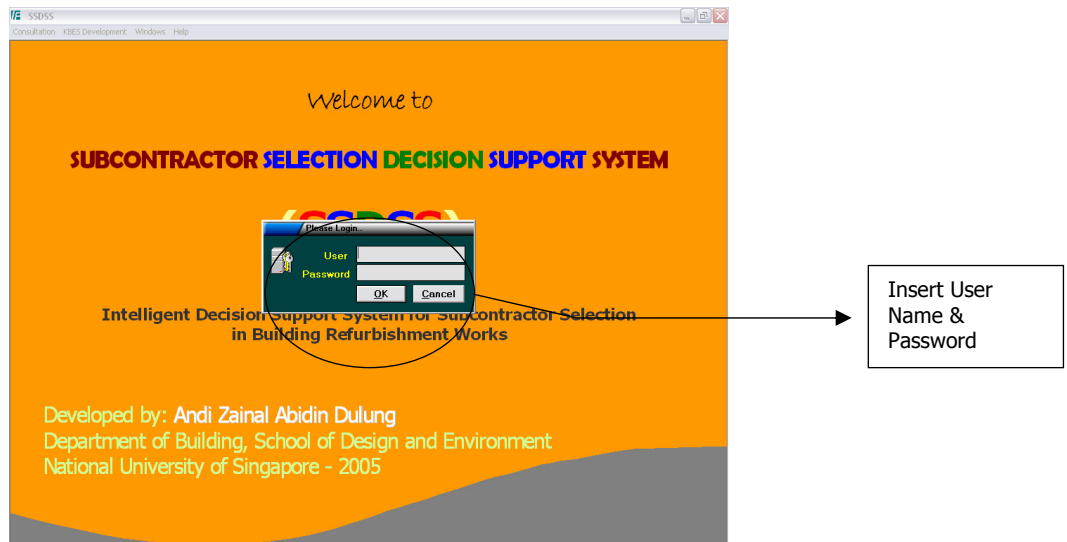 SSDSS
Consultation KBES Development Windows Help
Welcome to
SUBCONTRACTOR SELECTION DECISION SUPPORT SYSTEM
(SSDSS)
Please Login..
User
Password
OK Cancel
Intelligent Decision Support System for Subcontractor Selection
in Building Refurbishment Works
Developed by: Andi Zainal Abidin Dulung
Department of Building, School of Design and Environment
National University of Singapore - 2005
Insert User
Name &
Password